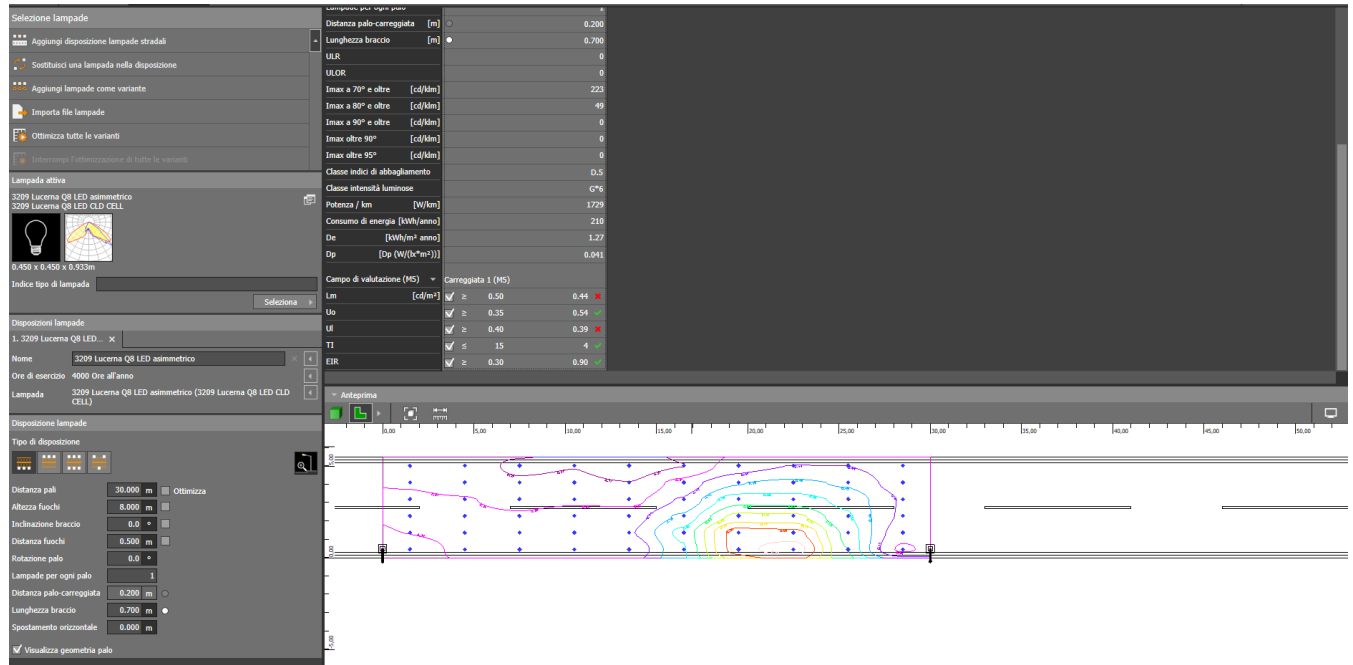 Selezione lampade
Aggiungi disposizione lampade stradali
Sostituisci una lampada nella disposizione
Aggiungi lampade come variante
Importa file lampade
Ottimizza tutte le varianti
Interrompi l'ottimizzazione di tutte le varianti
Lampada attiva
3209 Lucerna Q8 LED asimmetrico
3209 Lucerna Q8 LED CLD CELL
0.450 x 0.450 x 0.933m
Indice tipo di lampada
Seleziona
Disposizioni lampade
1. 3209 Lucerna Q8 LED... ×
Nome 3209 Lucerna Q8 LED asimmetrico
Ore di esercizio 4000 Ore all'anno
Lampada 3209 Lucerna Q8 LED asimmetrico (3209 Lucerna Q8 LED CLD
CELL)
Disposizione lampade
Tipo di disposizione
Distanza pali 30.000 m Ottimizza
Altezza fuochi 8.000 m
Inclinazione braccio 0.0 °
Distanza fuochi 0.500 m
Rotazione palo 0.0 °
Lampade per ogni palo 1
Distanza palo-carreggiata 0.200 m
Lunghezza braccio 0.700 m
Spostamento orizzontale 0.000 m
Visualizza geometria palo
Lampade per ogni palo 1
Distanza palo-carreggiata [m] 0.200
Lunghezza braccio [m] 0.700
ULR 0
ULOR 0
Imax a 70° e oltre [cd/klm] 223
Imax a 80° e oltre [cd/klm] 49
Imax a 90° e oltre [cd/klm] 0
Imax oltre 90° [cd/klm] 0
Imax oltre 95° [cd/klm] 0
Classe indici di abbagliamento D.5
Classe intensità luminose G*6
Potenza / km [W/km] 1729
Consumo di energia [kWh/anno] 210
De [kWh/m² anno] 1.27
Dp [Dp (W/(lx*m²))] 0.041
Campo di valutazione (M5) Carreggiata 1 (M5)
Lm [cd/m²] ≥ 0.50 0.44
Uo ≥ 0.35 0.54
Ul ≥ 0.40 0.39
TI ≤ 15 4
EIR ≥ 0.30 0.90
Anteprima
0,00 5,00 10,00 15,00 20,00 25,00 30,00 35,00 40,00 45,00 50,00
5,00
0,00
-5,00